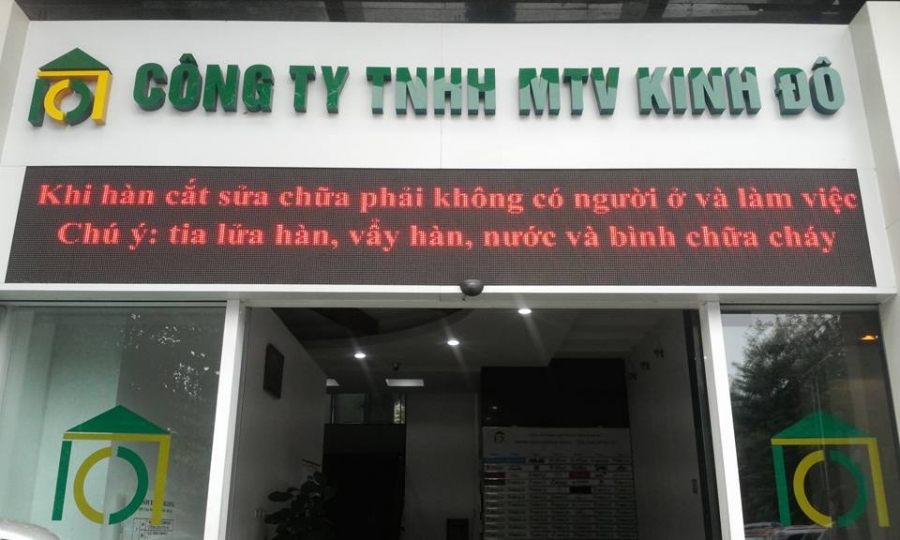 CÔNG TY TNHH MTV KINH ĐÔ
Khi hàn cắt sửa chữa phải không có người ở và làm việc
Chú ý: tia lửa hàn, vẩy hàn, nước và bình chữa cháy